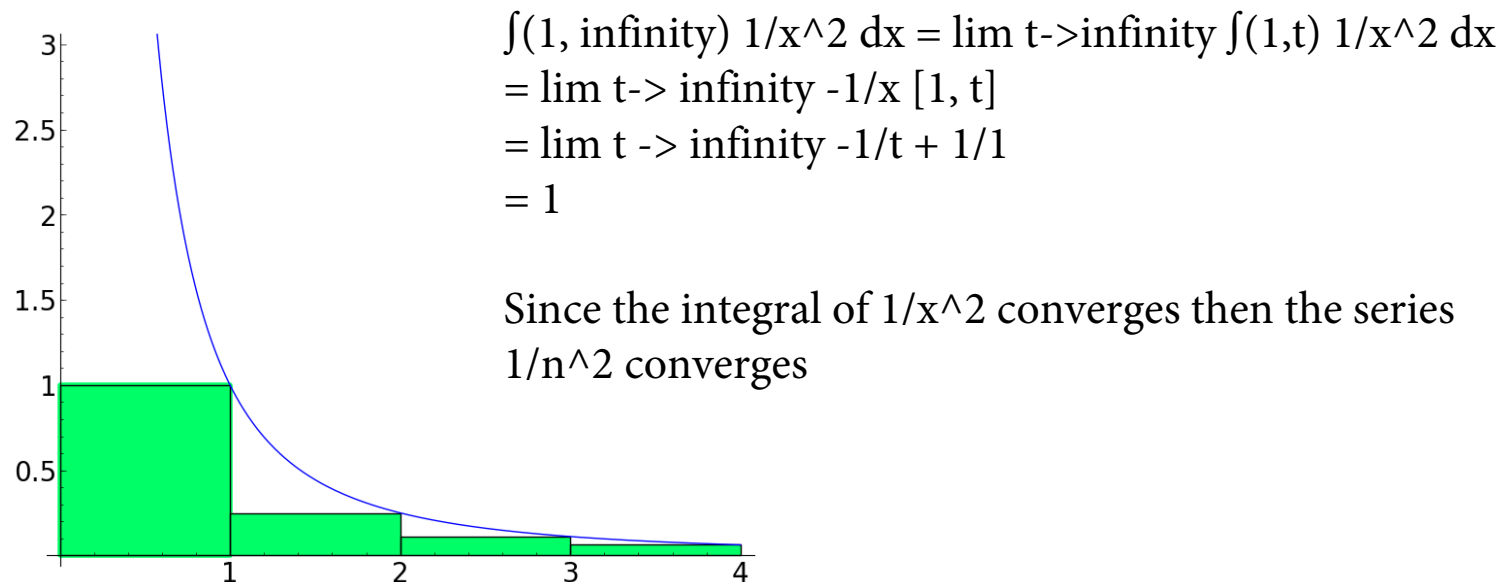 ∫(1, infinity) 1/x^2 dx = lim t->infinity ∫(1,t) 1/x^2 dx
= lim t-> infinity -1/x [1, t]
= lim t -> infinity -1/t + 1/1
= 1
Since the integral of 1/x^2 converges then the series
1/n^2 converges
3
2.5
2
1.5
1
0.5
1 2 3 4